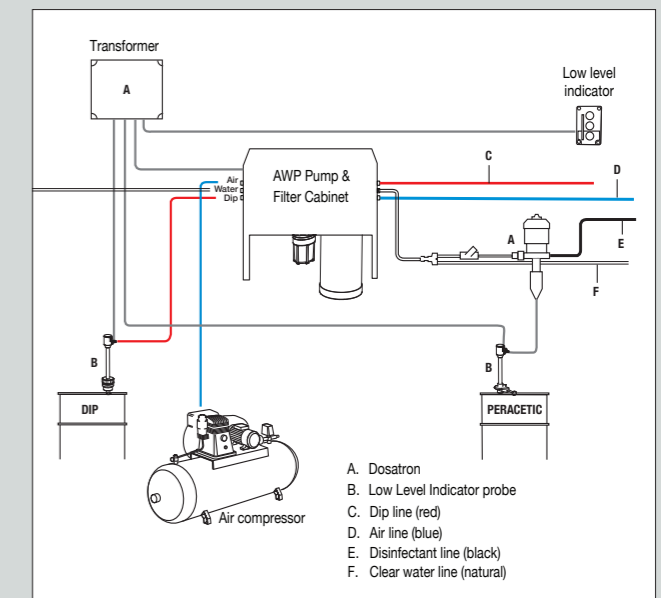 Transformer
A
Low level
indicator
C
D
Air
Water
Dip
AWP Pump &
Filter Cabinet
A
E
F
B
B
DIP
PERACETIC
Air compressor
A. Dosatron
B. Low Level Indicator probe
C. Dip line (red)
D. Air line (blue)
E. Disinfectant line (black)
F. Clear water line (natural)